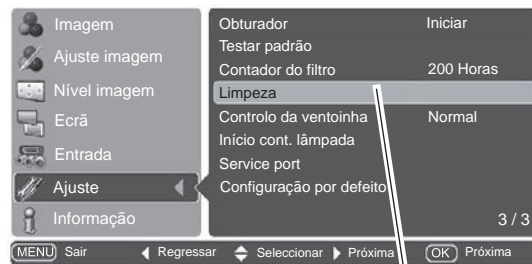 Imagem
Ajuste imagem
Nível imagem
Ecrã
Entrada
Ajuste
Informação
Obturador Iniciar
Testar padrão
Contador do filtro 200 Horas
Limpeza
Controlo da ventoinha Normal
Início cont. lâmpada
Service port
Configuração por defeito
3 / 3
MENU Sair Regressar Seleccionar Próxima OK Próxima